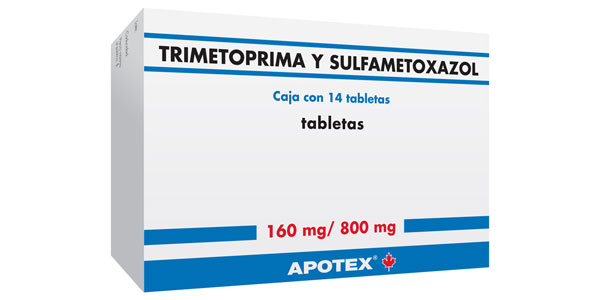 TRIMETOPRIMA Y SULFAMETOXAZOL
Caja con 14 tabletas
tabletas
160 mg/ 800 mg
APOTEX®